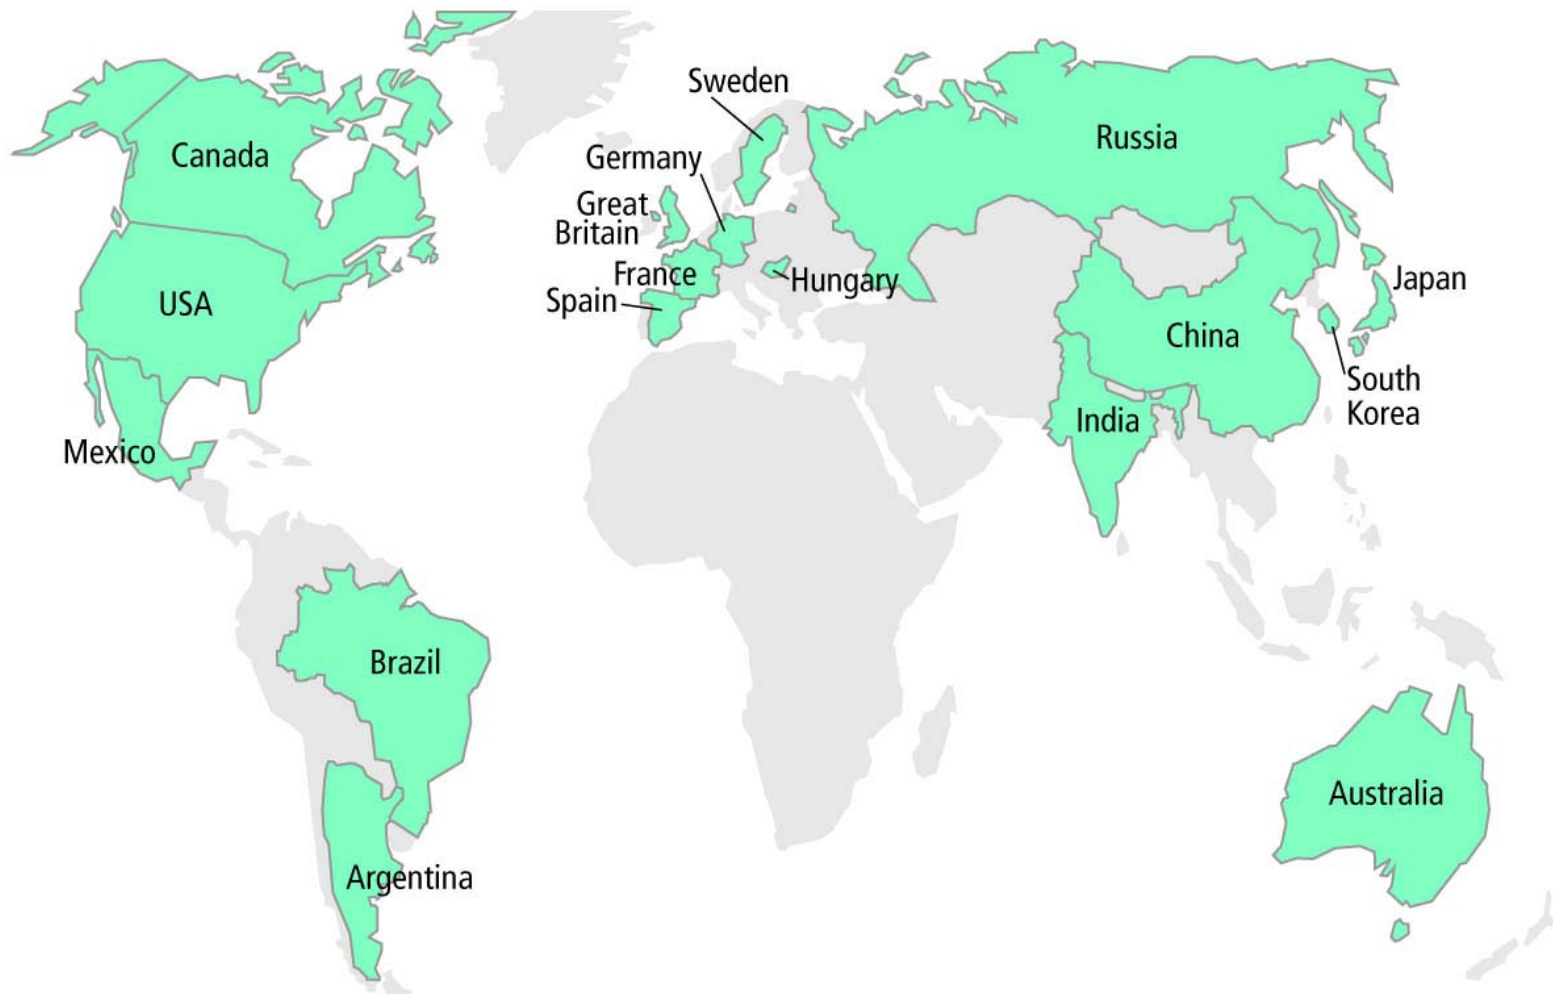 Sweden
Canada
Russia
Germany
Great
Britain
France
Hungary
Spain
Japan
USA
China
South
Korea
India
Mexico
Brazil
Australia
Argentina